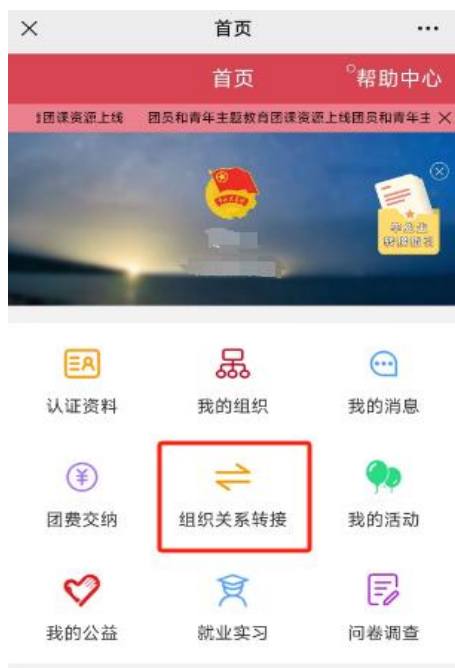 首页
首页
帮助中心
团课资源上线 团员和青年主题教育团课资源上线团员和青年主
认证资料
我的组织
我的消息
团费交纳
组织关系转接
我的活动
我的公益
就业实习
问卷调查